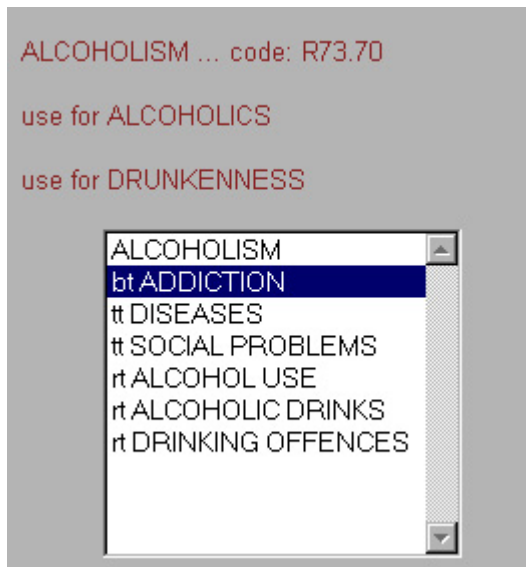 ALCOHOLISM ... code: R73.70
use for ALCOHOLICS
use for DRUNKENNESS
ALCOHOLISM
bt ADDICTION
tt DISEASES
tt SOCIAL PROBLEMS
rt ALCOHOL USE
rt ALCOHOLIC DRINKS
rt DRINKING OFFENCES